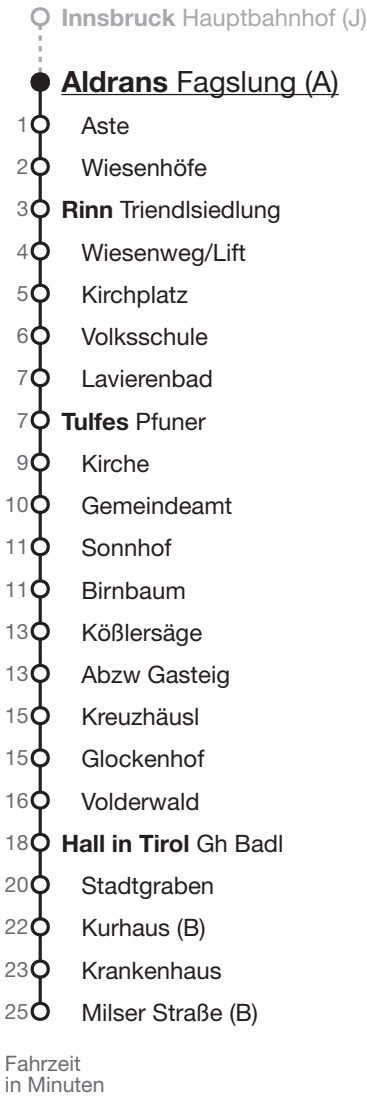 Innsbruck Hauptbahnhof (J)
Aldrans Fagslung (A)
1 Aste
2 Wiesenhöfe
3 Rinn Triendlsiedlung
4 Wiesenweg/Lift
5 Kirchplatz
6 Volksschule
7 Lavierenbad
7 Tulfes Pfuner
9 Kirche
10 Gemeindeamt
11 Sonnhof
11 Birnbaum
13 Kößlersäge
13 Abzw Gasteig
15 Kreuzhäusl
15 Glockenhof
16 Volderwald
18 Hall in Tirol Gh Badl
20 Stadtgraben
22 Kurhaus (B)
23 Krankenhaus
25 Milser Straße (B)
Fahrzeit
in Minuten